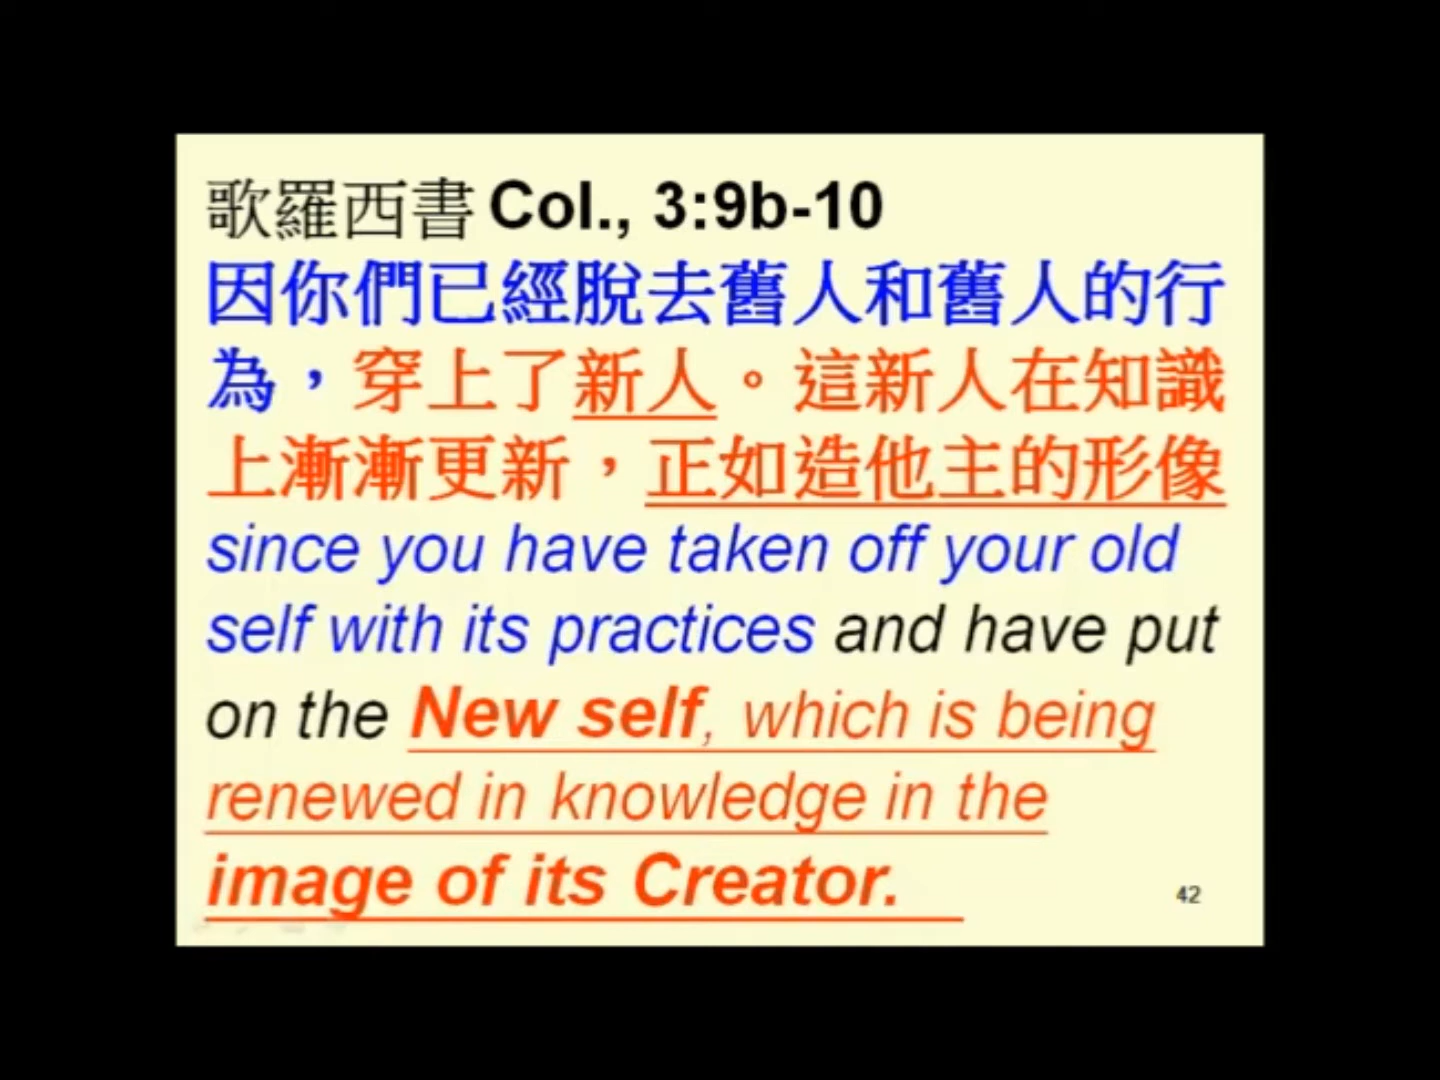 歌羅西書 Col., 3:9b-10
因你們已經脫去舊人和舊人的行
為，穿上了新人。這新人在知識
上漸漸更新，正如造他主的形像
since you have taken off your old
self with its practices and have put
on the New self, which is being
renewed in knowledge in the
image of its Creator.
42